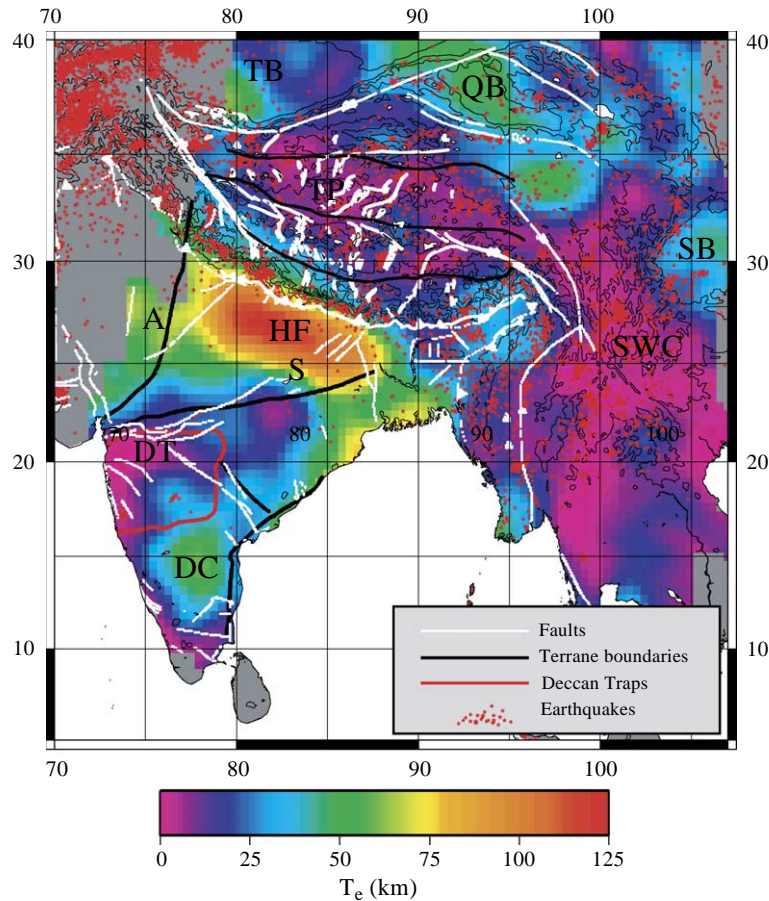 70 80 90 100
40 40
TB
QB
TP
SB
30 30
A
HF
II
SWC
S
70 80 90 100
DT
20 20
DC
Faults
10 Terrane boundaries 10
Deccan Traps
Earthquakes
70 80 90 100
0 25 50 75 100 125
Te (km)